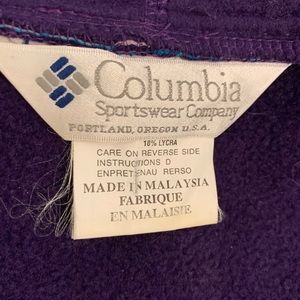 Columbia
Sportswear Company
PORTLAND, OREGON U.S.A.
18% LYCRA
CARE ON REVERSE SIDE
INSTRUCTIONS D
ENPRETENAU RERSO
MADE IN MALAYSIA
FABRIQUE
EN MALAISIE